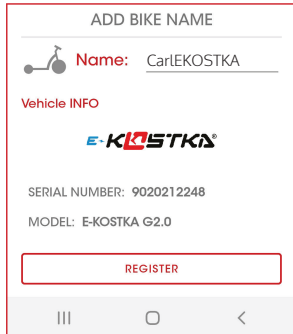 ADD BIKE NAME
Name: CarlEKOSTKA
Vehicle INFO
E-KOSTKA®
SERIAL NUMBER: 9020212248
MODEL: E-KOSTKA G2.0
REGISTER